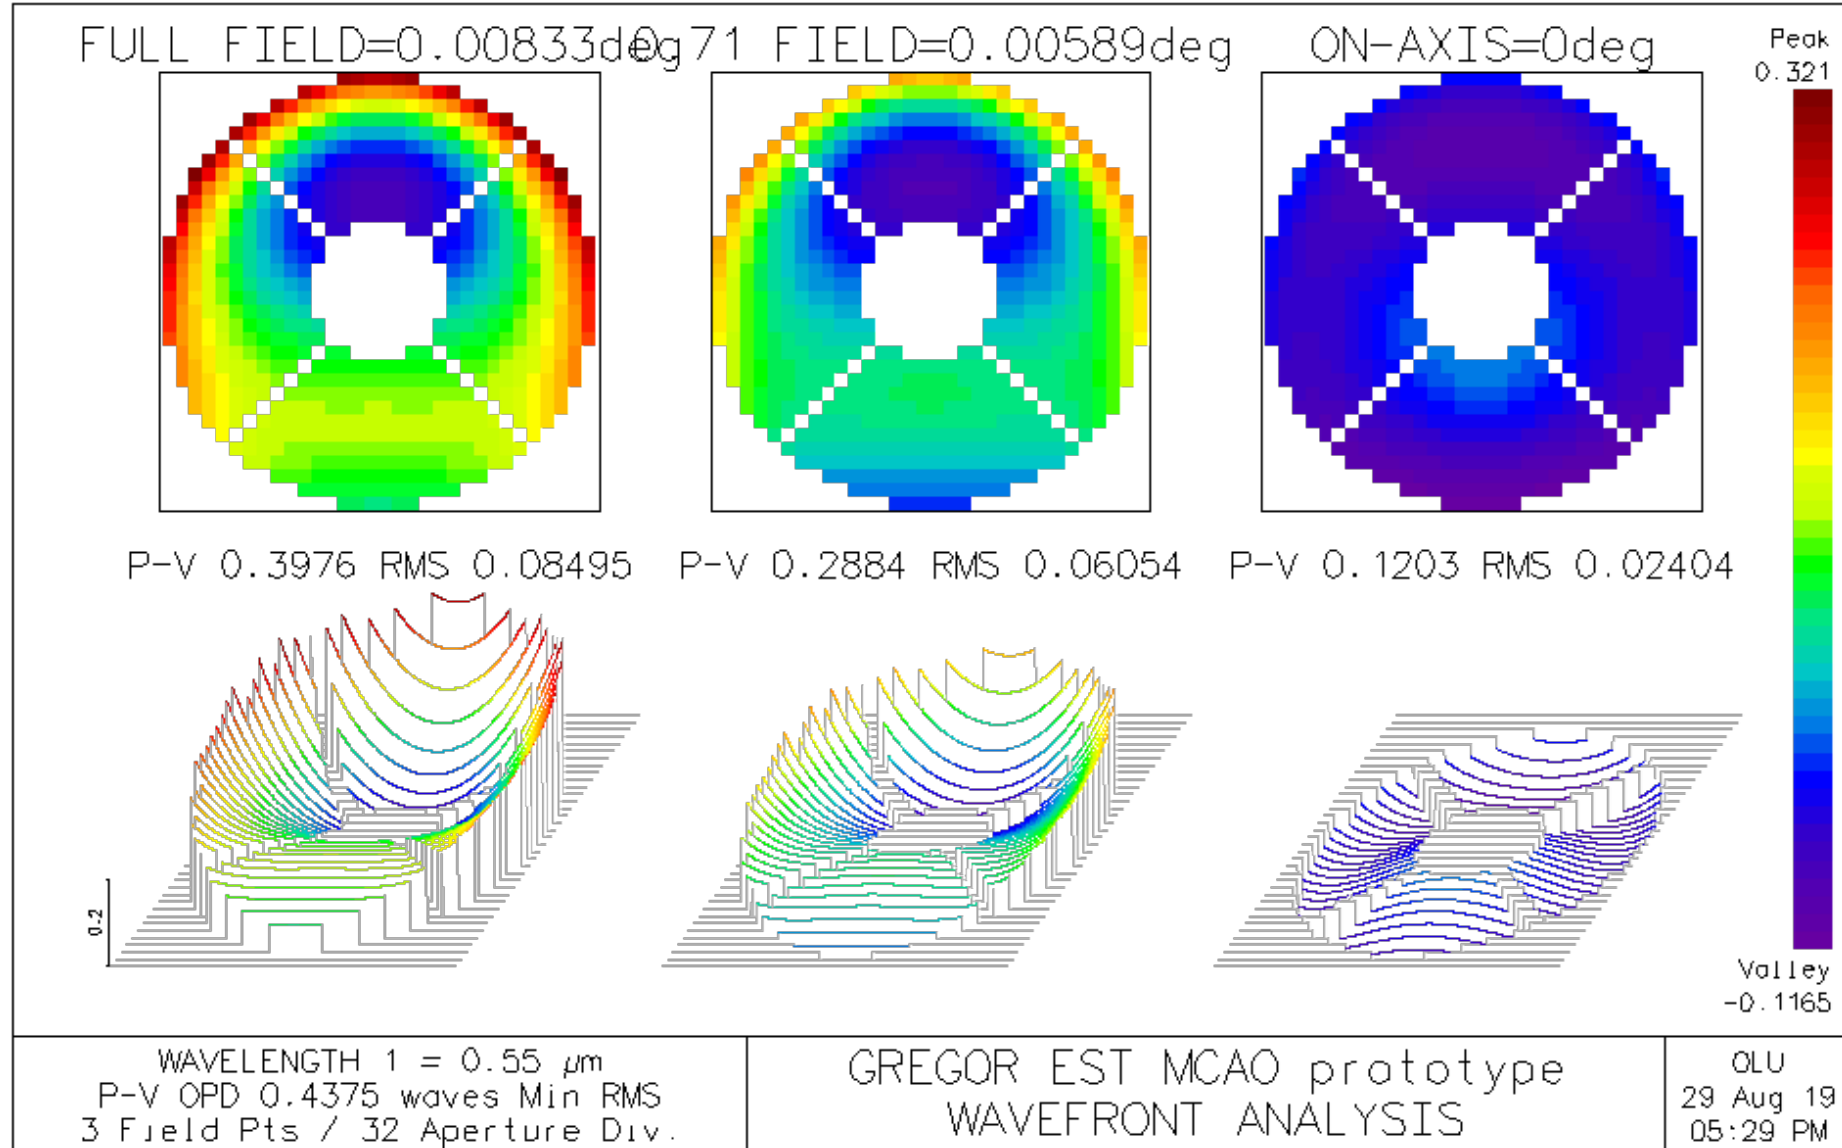 FULL FIELD=0.00833deg
0.71 FIELD=0.00589deg
ON-AXIS=0deg
Peak
0.321
P-V 0.3976 RMS 0.08495
P-V 0.2884 RMS 0.06054
P-V 0.1203 RMS 0.02404
0.2
Valley
-0.1165
WAVELENGTH 1 = 0.55 µm
P-V OPD 0.4375 waves Min RMS
3 Field Pts / 32 Aperture Div.
GREGOR EST MCAO prototype
WAVEFRONT ANALYSIS
OLU
29 Aug 19
05:29 PM